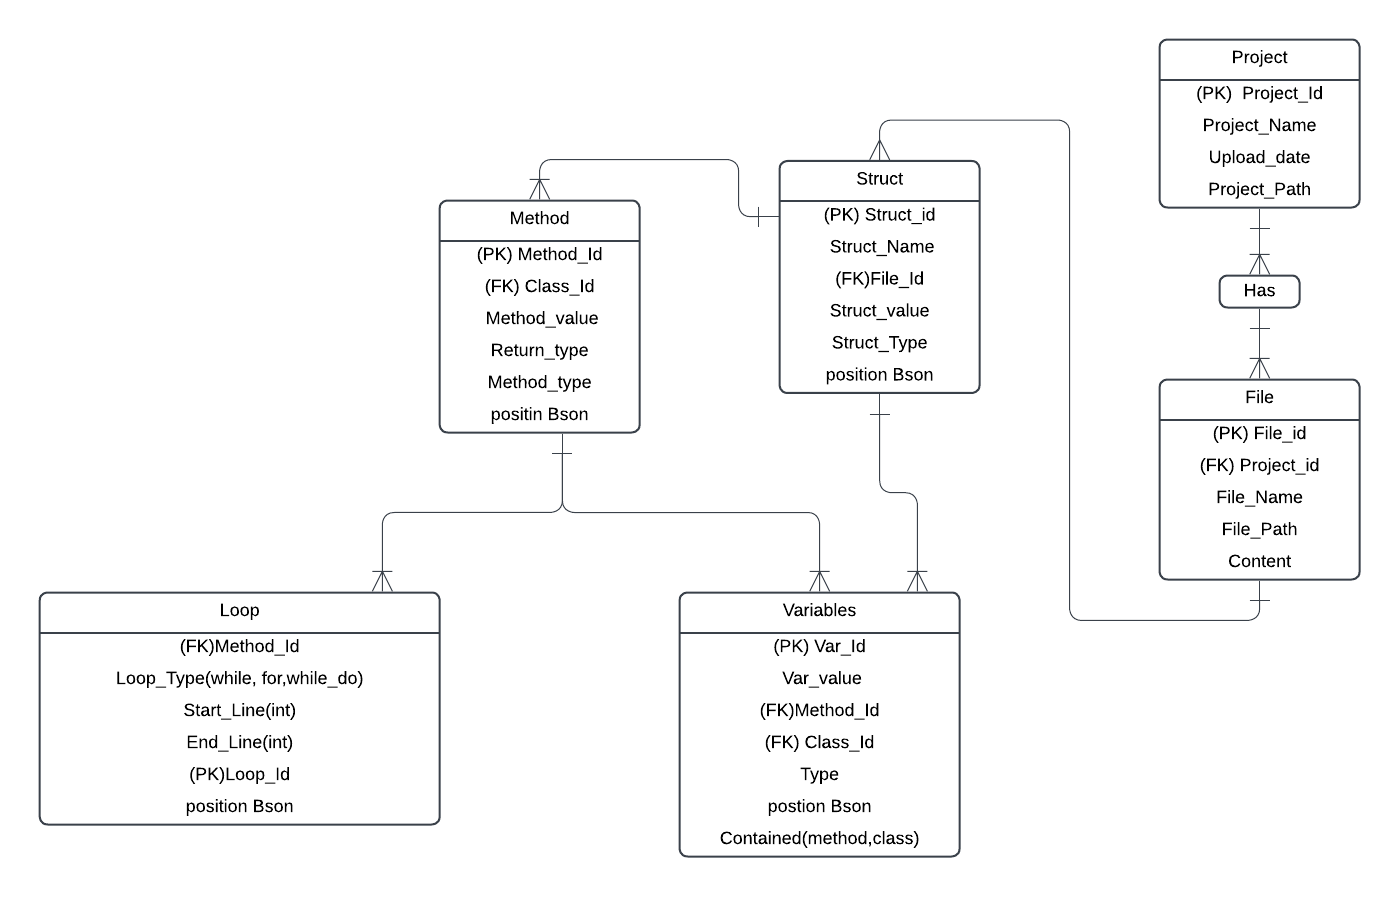 Project
(PK) Project_Id
Project_Name
Upload_date
Project_Path
Has
File
(PK) File_id
(FK) Project_id
File_Name
File_Path
Content
Struct
(PK) Struct_id
Struct_Name
(FK)File_Id
Struct_value
Struct_Type
position Bson
Method
(PK) Method_Id
(FK) Class_Id
Method_value
Return_type
Method_type
positin Bson
Loop
(FK)Method_Id
Loop_Type(while, for,while_do)
Start_Line(int)
End_Line(int)
(PK)Loop_Id
position Bson
Variables
(PK) Var_Id
Var_value
(FK)Method_Id
(FK) Class_Id
Type
postion Bson
Contained(method,class)